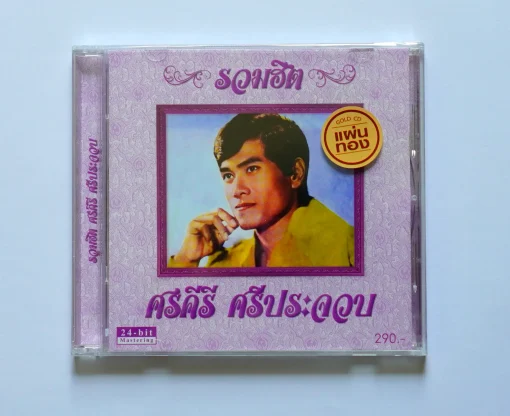 รวมฮิต
GOLD CD
แผ่น
ทอง
รวมฮิต ศรคีรี ศรีประจวบ
ศรคีรี ศรีประจวบ
24-bit
Mastering
290.-